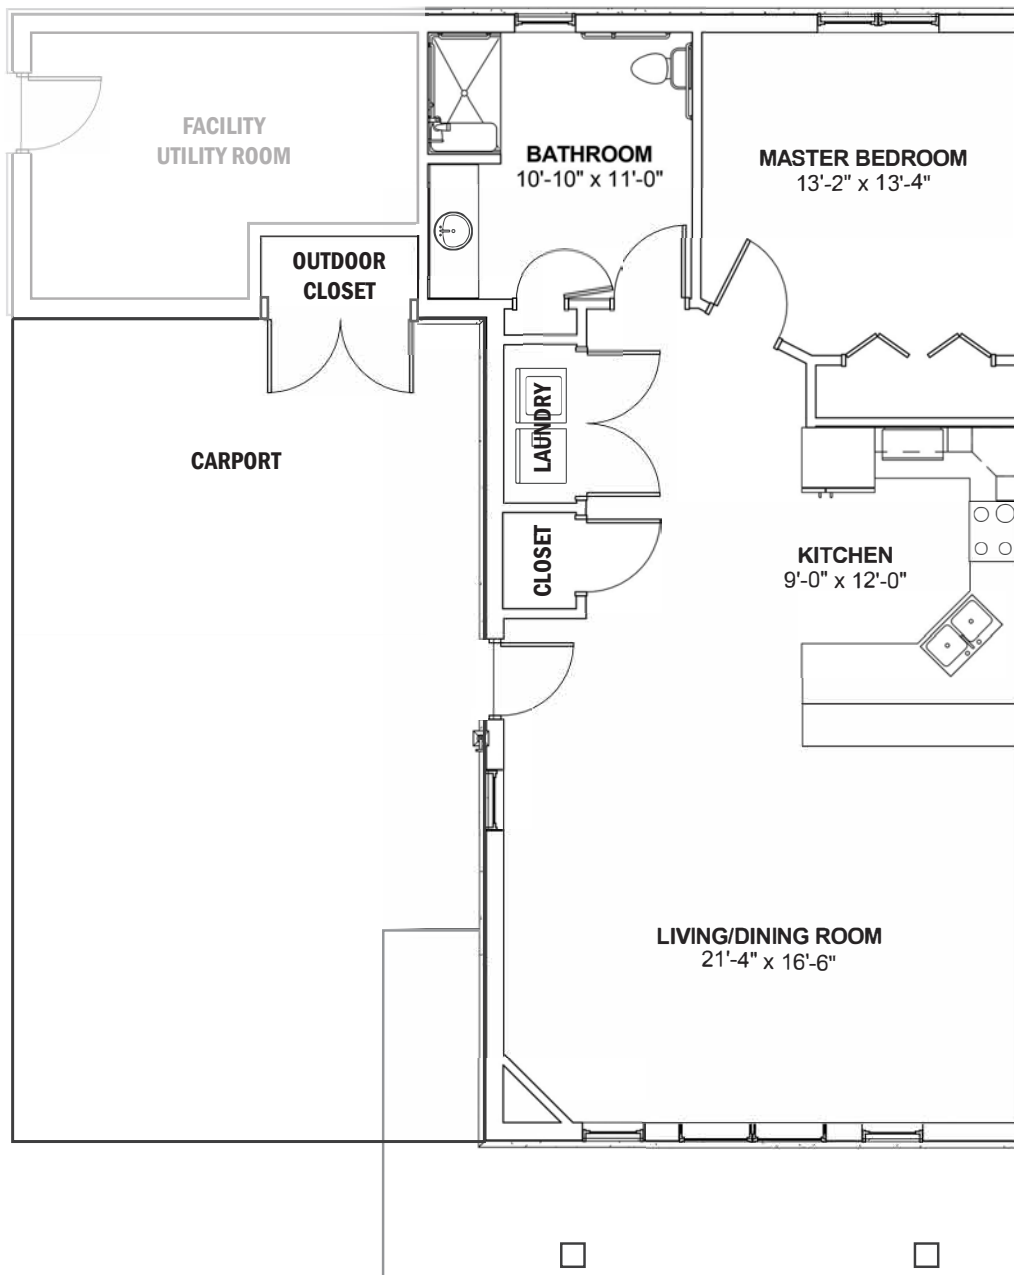 FACILITY
UTILITY ROOM
BATHROOM
10'-10" x 11'-0"
MASTER BEDROOM
13'-2" x 13'-4"
OUTDOOR
CLOSET
LAUNDRY
CARPORT
CLOSET
KITCHEN
9'-0" x 12'-0"
LIVING/DINING ROOM
21'-4" x 16'-6"